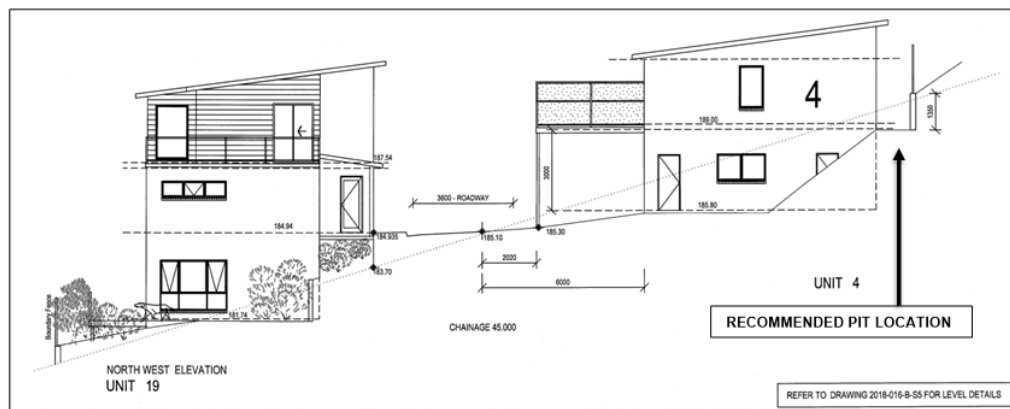 4
189.00
1350
187.54
3000
3600 - ROADWAY
184.94
184.935
185.10
185.30
185.80
183.70
2020
6000
UNIT 4
181.74
Boundary Fence
CHAINAGE 45.000
RECOMMENDED PIT LOCATION
NORTH WEST ELEVATION
UNIT 19
REFER TO DRAWING 2018-016-B-S5 FOR LEVEL DETAILS